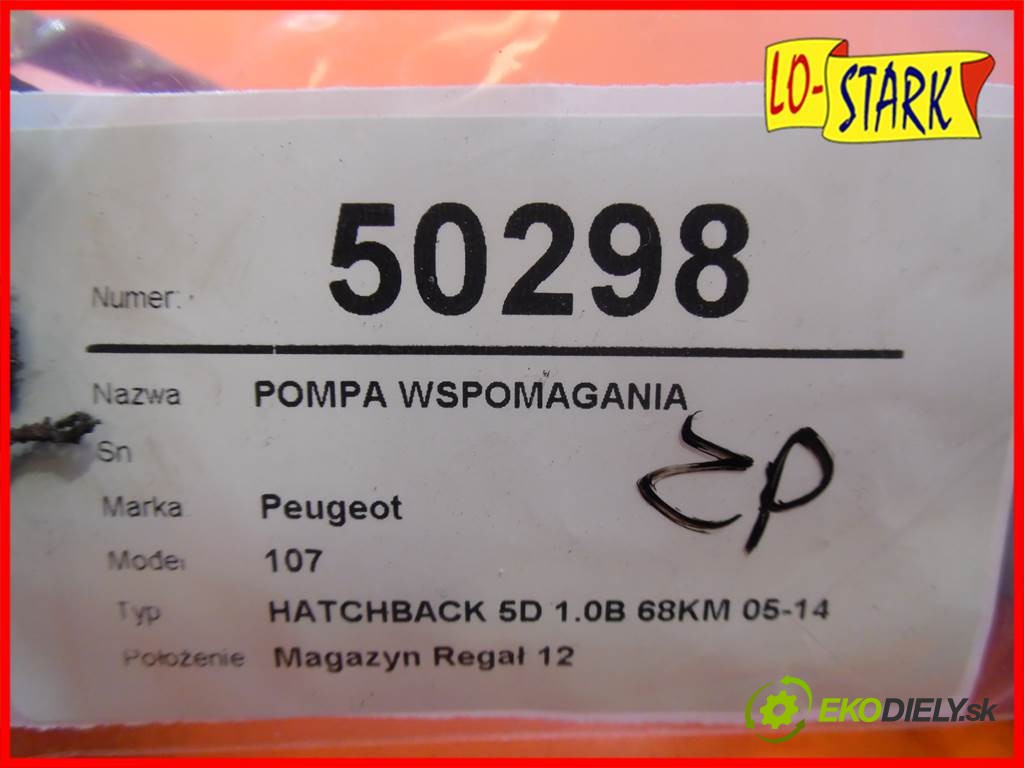 LO-STARK
50298
Numer:
Nazwa POMPA WSPOMAGANIA
Sn
ZP
Marka Peugeot
Model 107
Typ HATCHBACK 5D 1.0B 68KM 05-14
Położenie Magazyn Regał 12
EKODIELY.sk